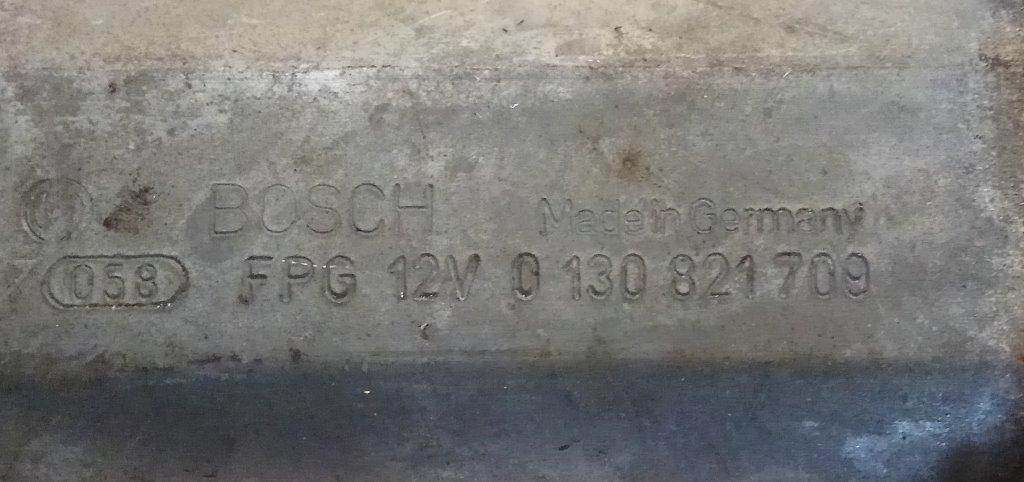 BOSCH Made in Germany
058 FPG 12V 0 130 821 709